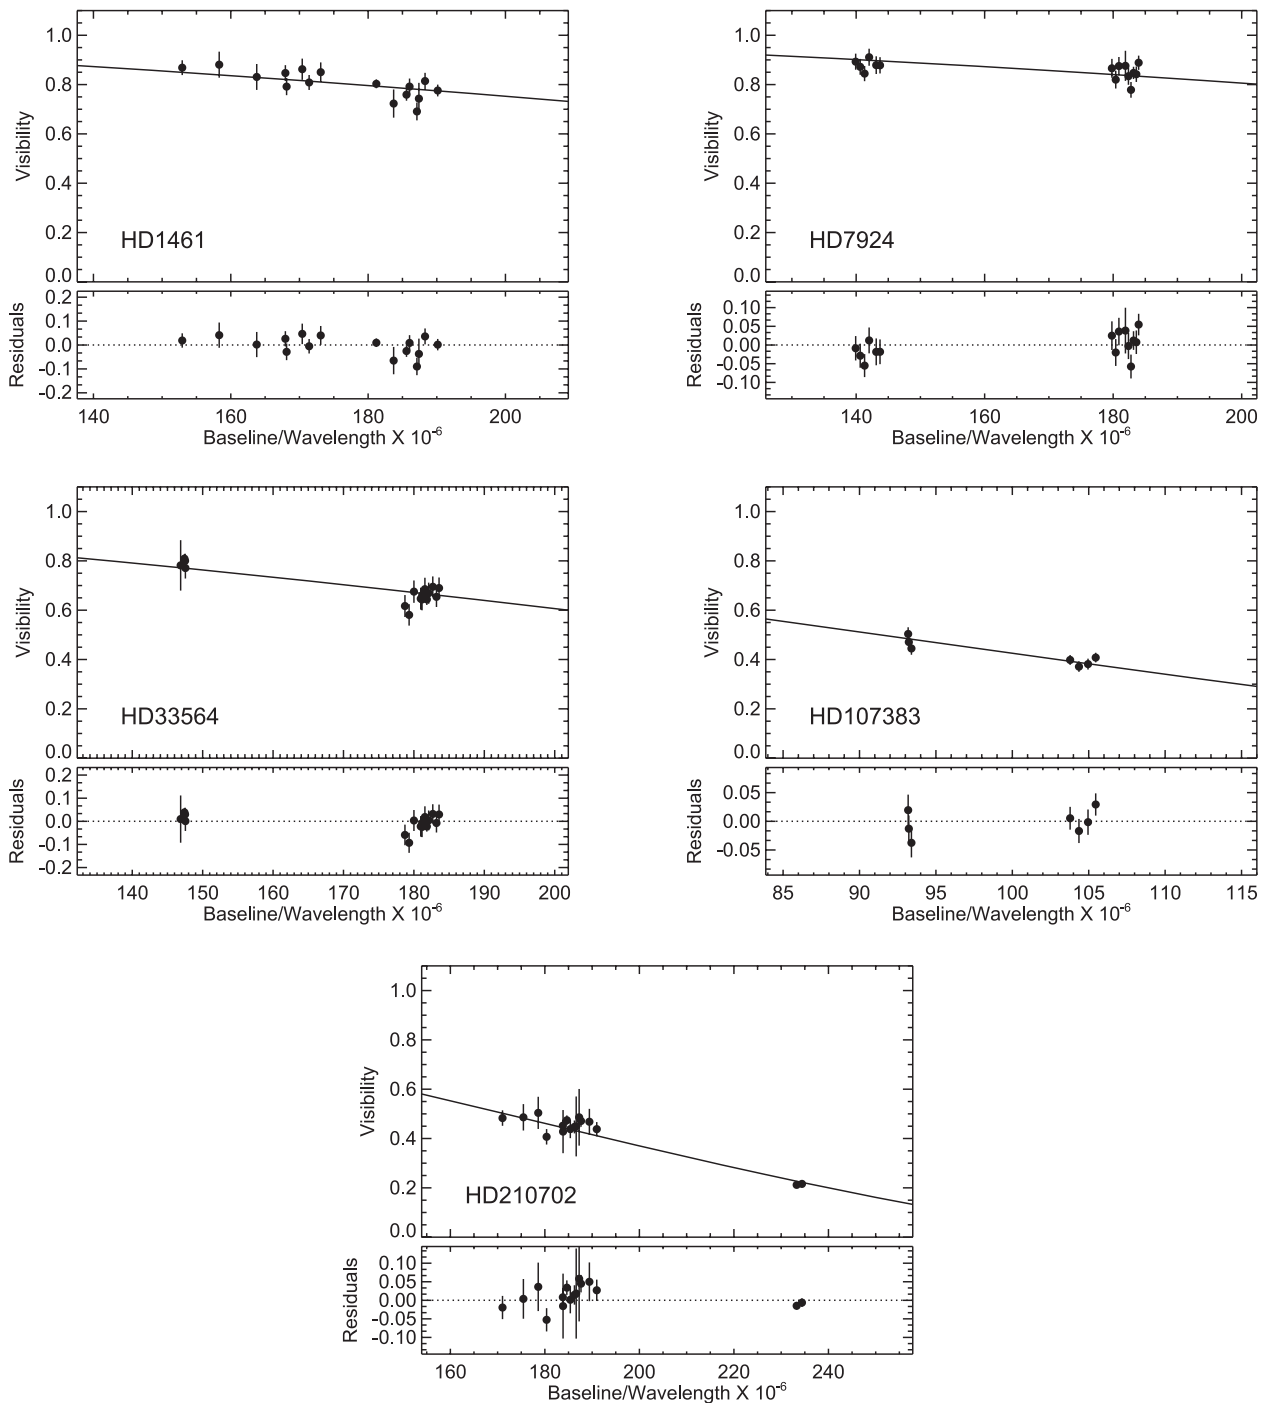 1.0
0.8
0.6
0.4
0.2
0.0
Visibility
HD1461
0.2
0.1
0.0
-0.1
-0.2
Residuals
140 160 180 200
Baseline/Wavelength X 10⁻⁶
1.0
0.8
0.6
0.4
0.2
0.0
Visibility
HD7924
0.10
0.05
0.00
-0.05
-0.10
Residuals
140 160 180 200
Baseline/Wavelength X 10⁻⁶
1.0
0.8
0.6
0.4
0.2
0.0
Visibility
HD33564
0.2
0.1
0.0
-0.1
-0.2
Residuals
140 150 160 170 180 190 200
Baseline/Wavelength X 10⁻⁶
1.0
0.8
0.6
0.4
0.2
0.0
Visibility
HD107383
0.05
0.00
-0.05
Residuals
85 90 95 100 105 110 115
Baseline/Wavelength X 10⁻⁶
1.0
0.8
0.6
0.4
0.2
0.0
Visibility
HD210702
0.10
0.05
0.00
-0.05
-0.10
Residuals
160 180 200 220 240
Baseline/Wavelength X 10⁻⁶